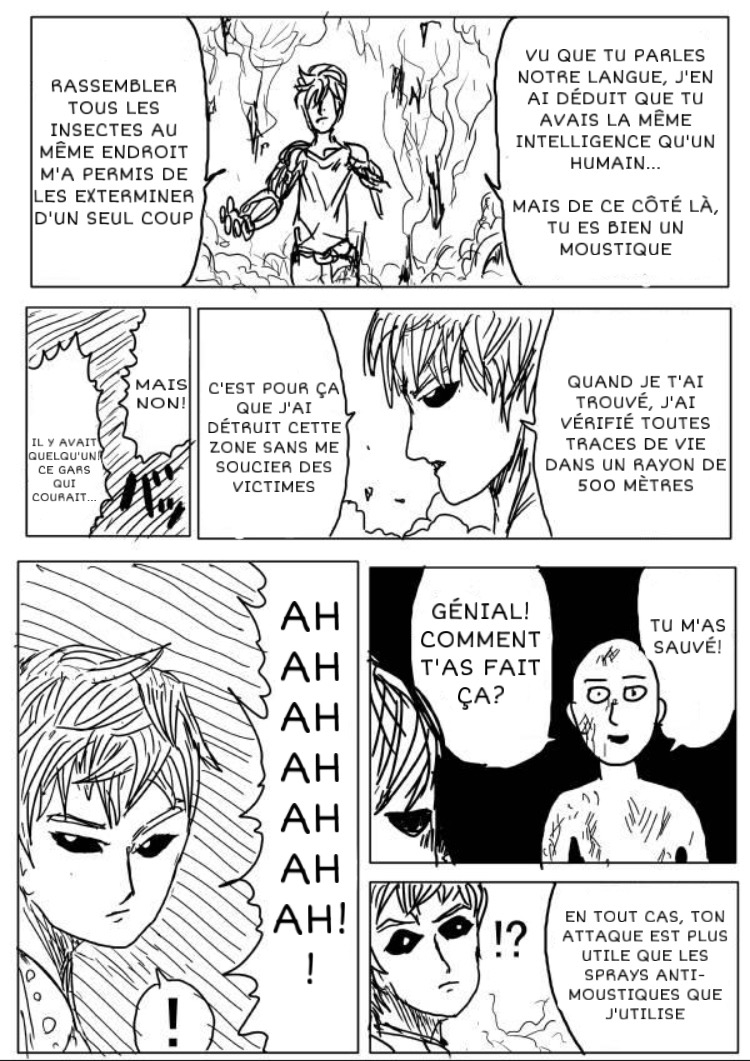 VU QUE TU PARLES
NOTRE LANGUE, J'EN
AI DÉDUIT QUE TU
AVAIS LA MÊME
INTELLIGENCE QU'UN
HUMAIN...
MAIS DE CE CÔTÉ LÀ,
TU ES BIEN UN
MOUSTIQUE
RASSEMBLER
TOUS LES
INSECTES AU
MÊME ENDROIT
M'A PERMIS DE
LES EXTERMINER
D'UN SEUL COUP
QUAND JE T'AI
TROUVÉ, J'AI
VÉRIFIÉ TOUTES
TRACES DE VIE
DANS UN RAYON DE
500 MÈTRES
C'EST POUR ÇA
QUE J'AI
DÉTRUIT CETTE
ZONE SANS ME
SOUCIER DES
VICTIMES
MAIS
NON!
IL Y AVAIT
QUELQU'UN!
CE GARS
QUI
COURAIT...
TU M'AS
SAUVÉ!
GÉNIAL!
COMMENT
T'AS FAIT
ÇA?
EN TOUT CAS, TON
ATTAQUE EST PLUS
UTILE QUE LES
SPRAYS ANTI-
MOUSTIQUES QUE
J'UTILISE
!?
AH
AH
AH
AH
AH
AH
AH!
!
!